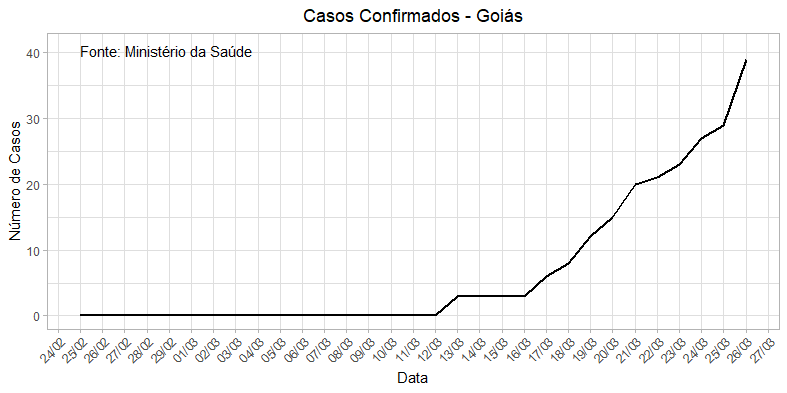 Casos Confirmados - Goiás
Fonte: Ministério da Saúde
Número de Casos
40
30
20
10
0
24/02 25/02 26/02 27/02 28/02 29/02 01/03 02/03 03/03 04/03 05/03 06/03 07/03 08/03 09/03 10/03 11/03 12/03 13/03 14/03 15/03 16/03 17/03 18/03 19/03 20/03 21/03 22/03 23/03 24/03 25/03 26/03 27/03
Data